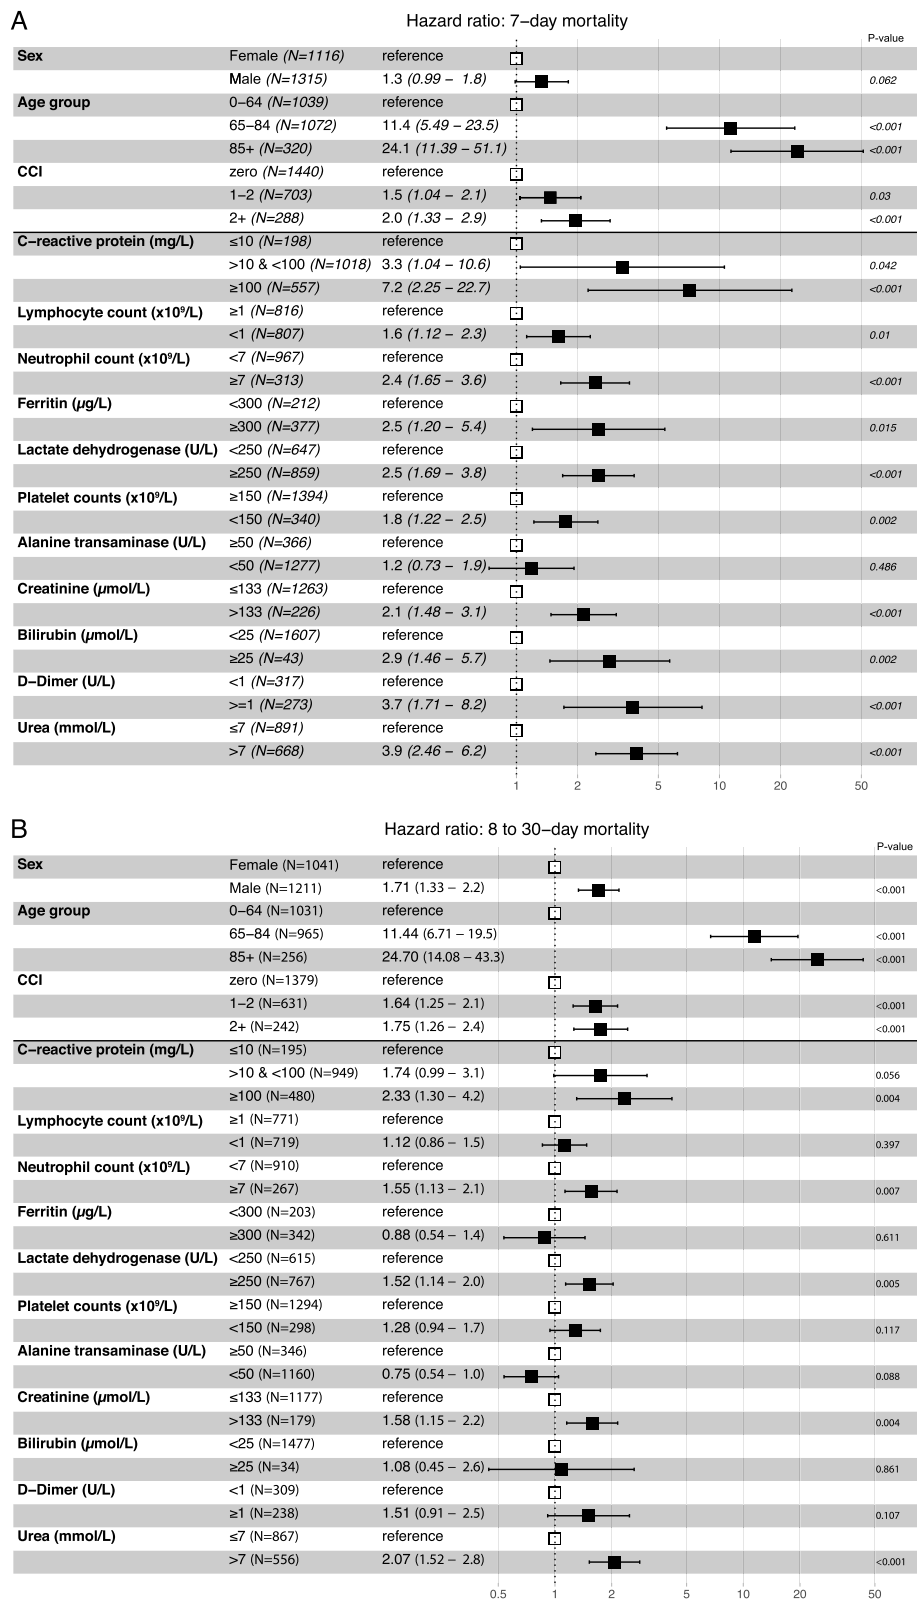 A
Hazard ratio: 7−day mortality
P-value
Sex Female (N=1116) reference
Male (N=1315) 1.3 (0.99 − 1.8) 0.062
Age group 0−64 (N=1039) reference
65−84 (N=1072) 11.4 (5.49 − 23.5) <0.001
85+ (N=320) 24.1 (11.39 − 51.1) <0.001
CCI zero (N=1440) reference
1−2 (N=703) 1.5 (1.04 − 2.1) 0.03
2+ (N=288) 2.0 (1.33 − 2.9) <0.001
C−reactive protein (mg/L) ≤10 (N=198) reference
>10 & <100 (N=1018) 3.3 (1.04 − 10.6) 0.042
≥100 (N=557) 7.2 (2.25 − 22.7) <0.001
Lymphocyte count (x10⁹/L) ≥1 (N=816) reference
<1 (N=807) 1.6 (1.12 − 2.3) 0.01
Neutrophil count (x10⁹/L) <7 (N=967) reference
≥7 (N=313) 2.4 (1.65 − 3.6) <0.001
Ferritin (µg/L) <300 (N=212) reference
≥300 (N=377) 2.5 (1.20 − 5.4) 0.015
Lactate dehydrogenase (U/L) <250 (N=647) reference
≥250 (N=859) 2.5 (1.69 − 3.8) <0.001
Platelet counts (x10⁹/L) ≥150 (N=1394) reference
<150 (N=340) 1.8 (1.22 − 2.5) 0.002
Alanine transaminase (U/L) ≥50 (N=366) reference
<50 (N=1277) 1.2 (0.73 − 1.9) 0.486
Creatinine (µmol/L) ≤133 (N=1263) reference
>133 (N=226) 2.1 (1.48 − 3.1) <0.001
Bilirubin (µmol/L) <25 (N=1607) reference
≥25 (N=43) 2.9 (1.46 − 5.7) 0.002
D−Dimer (U/L) <1 (N=317) reference
>=1 (N=273) 3.7 (1.71 − 8.2) <0.001
Urea (mmol/L) ≤7 (N=891) reference
>7 (N=668) 3.9 (2.46 − 6.2) <0.001
1 2 5 10 20 50
B
Hazard ratio: 8 to 30−day mortality
P-value
Sex Female (N=1041) reference
Male (N=1211) 1.71 (1.33 − 2.2) <0.001
Age group 0−64 (N=1031) reference
65−84 (N=965) 11.44 (6.71 − 19.5) <0.001
85+ (N=256) 24.70 (14.08 − 43.3) <0.001
CCI zero (N=1379) reference
1−2 (N=631) 1.64 (1.25 − 2.1) <0.001
2+ (N=242) 1.75 (1.26 − 2.4) <0.001
C−reactive protein (mg/L) ≤10 (N=195) reference
>10 & <100 (N=949) 1.74 (0.99 − 3.1) 0.056
≥100 (N=480) 2.33 (1.30 − 4.2) 0.004
Lymphocyte count (x10⁹/L) ≥1 (N=771) reference
<1 (N=719) 1.12 (0.86 − 1.5) 0.397
Neutrophil count (x10⁹/L) <7 (N=910) reference
≥7 (N=267) 1.55 (1.13 − 2.1) 0.007
Ferritin (µg/L) <300 (N=203) reference
≥300 (N=342) 0.88 (0.54 − 1.4) 0.611
Lactate dehydrogenase (U/L) <250 (N=615) reference
≥250 (N=767) 1.52 (1.14 − 2.0) 0.005
Platelet counts (x10⁹/L) ≥150 (N=1294) reference
<150 (N=298) 1.28 (0.94 − 1.7) 0.117
Alanine transaminase (U/L) ≥50 (N=346) reference
<50 (N=1160) 0.75 (0.54 − 1.0) 0.088
Creatinine (µmol/L) ≤133 (N=1177) reference
>133 (N=179) 1.58 (1.15 − 2.2) 0.004
Bilirubin (µmol/L) <25 (N=1477) reference
≥25 (N=34) 1.08 (0.45 − 2.6) 0.861
D−Dimer (U/L) <1 (N=309) reference
≥1 (N=238) 1.51 (0.91 − 2.5) 0.107
Urea (mmol/L) ≤7 (N=867) reference
>7 (N=556) 2.07 (1.52 − 2.8) <0.001
0.5 1 2 5 10 20 50